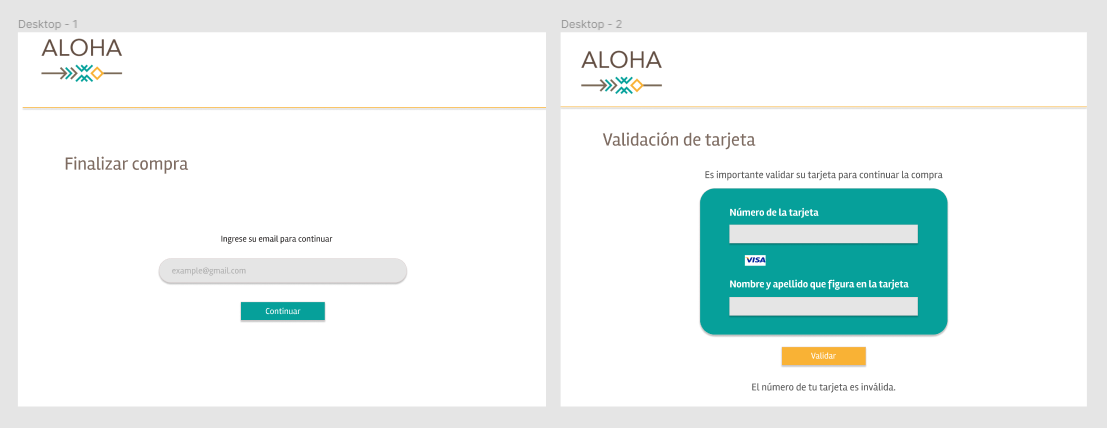 Desktop - 1
ALOHA
Finalizar compra
Ingrese su email para continuar
example@gmail.com
Continuar
Desktop - 2
ALOHA
Validación de tarjeta
Es importante validar su tarjeta para continuar la compra
Número de la tarjeta
VISA
Nombre y apellido que figura en la tarjeta
Validar
El número de tu tarjeta es inválida.